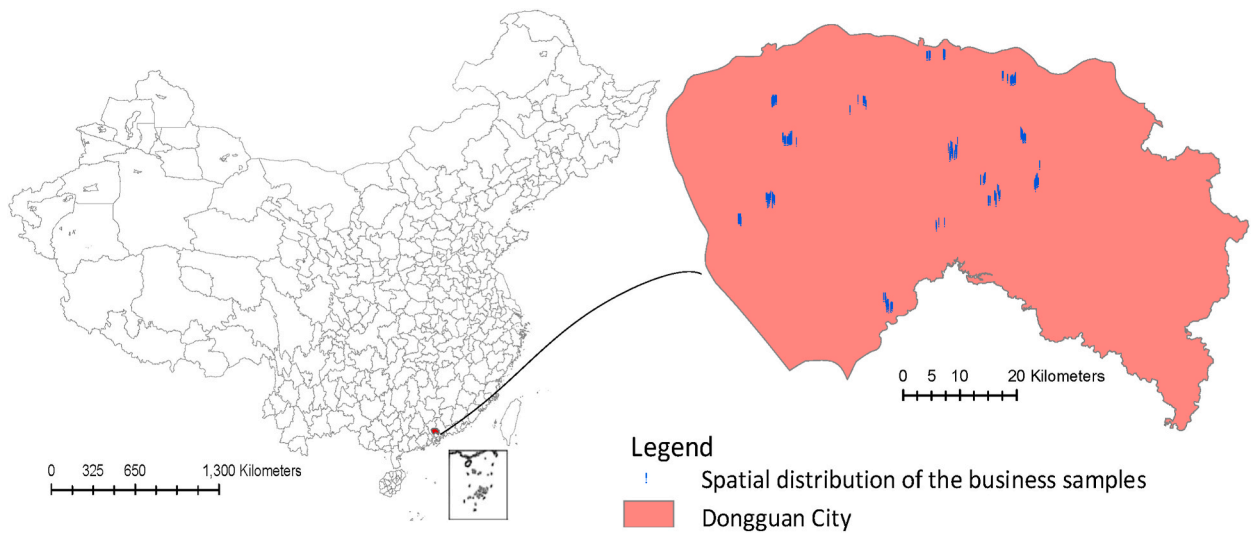 0 5 10 20 Kilometers
0 325 650 1,300 Kilometers
Legend
Spatial distribution of the business samples
Dongguan City